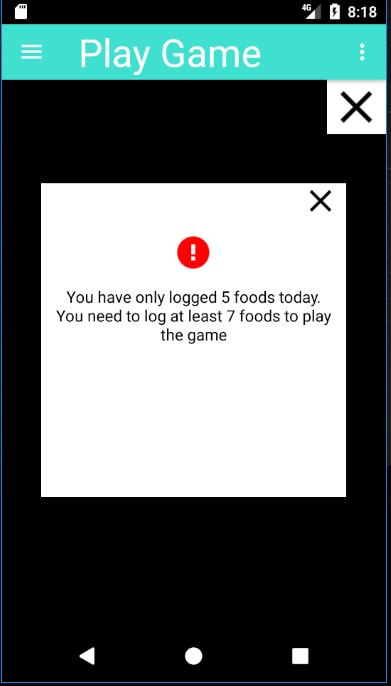 4G 8:18
Play Game
You have only logged 5 foods today.
You need to log at least 7 foods to play
the game